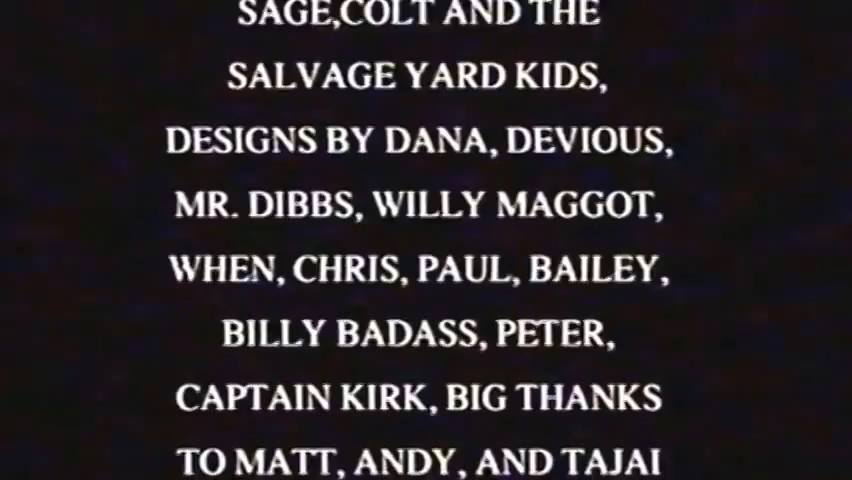 SAGE,COLT AND THE
SALVAGE YARD KIDS,
DESIGNS BY DANA, DEVIOUS,
MR. DIBBS, WILLY MAGGOT,
WHEN, CHRIS, PAUL, BAILEY,
BILLY BADASS, PETER,
CAPTAIN KIRK, BIG THANKS
TO MATT, ANDY, AND TAJAI